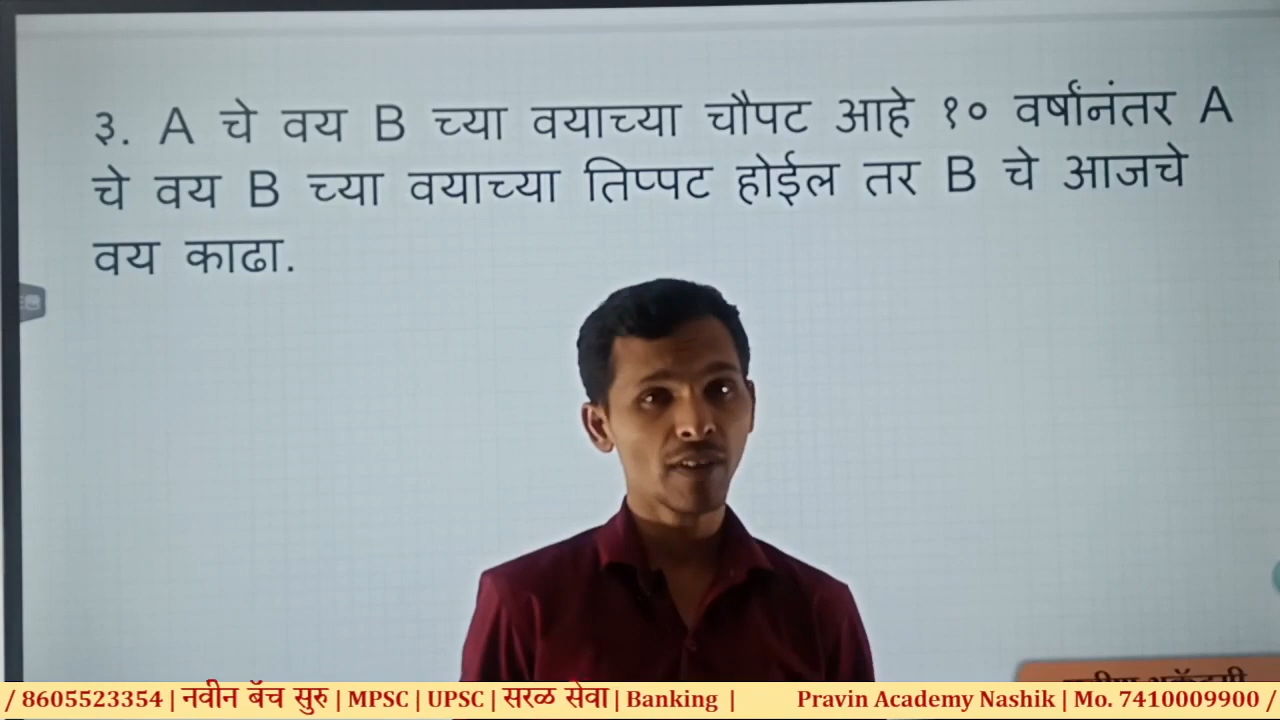 ३. A चे वय B च्या वयाच्या चौपट आहे १० वर्षांनंतर A
चे वय B च्या वयाच्या तिप्पट होईल तर B चे आजचे
वय काढा.
/ 8605523354 | नवीन बॅच सुरु | MPSC | UPSC | सरळ सेवा | Banking | Pravin Academy Nashik | Mo. 7410009900 /